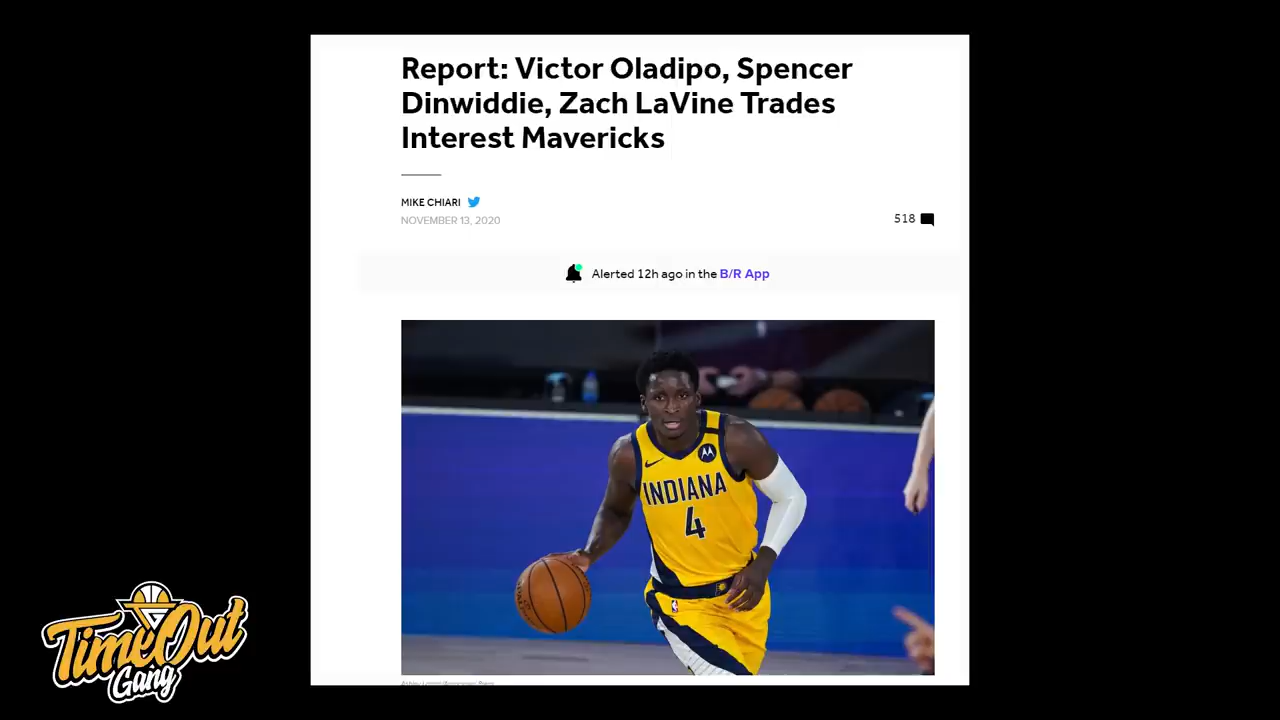 Report: Victor Oladipo, Spencer
Dinwiddie, Zach LaVine Trades
Interest Mavericks
MIKE CHIARI
NOVEMBER 13, 2020
518
Alerted 12h ago in the B/R App
INDIANA
4
TimeOut
Gang